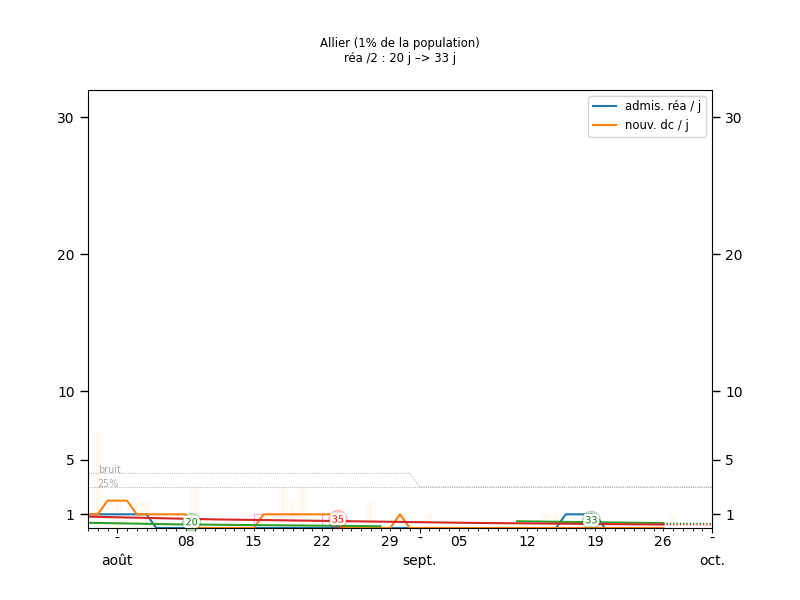 Allier (1% de la population)
réa /2 : 20 j –> 33 j
admis. réa / j
nouv. dc / j
30 30
20 20
10 10
5 5
1 1
bruit
25%
20 35 33
- 08 15 22 29 - 05 12 19 26 -
août sept. oct.